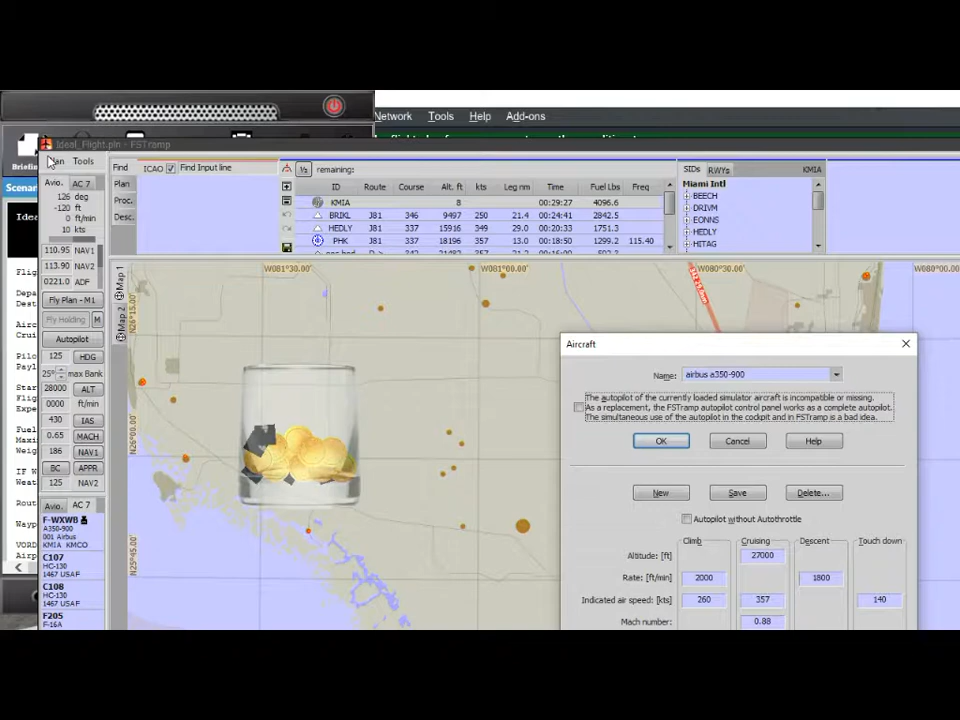 Network Tools Help Add-ons
Ideal_Flight.pln - FSTramp
Tools
Find ICAO Find Input line
½ remaining:
SIDs RWYs KMIA
Avio. AC 7
Plan
Proc.
Desc.
ID Route Course Alt. ft kts Leg nm Time Fuel Lbs Freq
KMIA 8 00:29:27 4096.6
BRIKL J81 346 9497 250 21.4 00:24:41 2842.5
HEDLY J81 337 15916 349 29.0 00:20:33 1751.3
PHK J81 337 18196 357 13.0 00:18:50 1299.2 115.40
Miami Intl
BEECH
DRIVM
EONNS
HEDLY
HITAG
126 deg
-120 ft
0 ft/min
10 kts
110.95 NAV1
113.90 NAV2
0221.0 ADF
Fly Plan - M1
Fly Holding M
Autopilot
125 HDG
25° max Bank
28000 ALT
0000 ft/min
430 IAS
0.65 MACH
186 NAV1
BC APPR
125 NAV2
Avio. AC 7
F-WXWB
A350-900
001 Airbus
KMIA KMCO
C107
HC-130
1467 USAF
C108
HC-130
1467 USAF
F205
F-16A
Map 1
Map 2
W081°30.00'
W081°00.00'
W080°30.00'
W080°00.00'
N26°15.00'
N26°00.00'
N25°45.00'
Aircraft
Name: airbus a350-900
The autopilot of the currently loaded simulator aircraft is incompatible or missing.
As a replacement, the FSTramp autopilot control panel works as a complete autopilot.
The simultaneous use of the autopilot in the cockpit and in FSTramp is a bad idea.
OK Cancel Help
New Save Delete...
Autopilot without Autothrottle
Climb Cruising Descent Touch down
Altitude: [ft] 27000
Rate: [ft/min] 2000 1800
Indicated air speed: [kts] 260 357 140
Mach number: 0.88